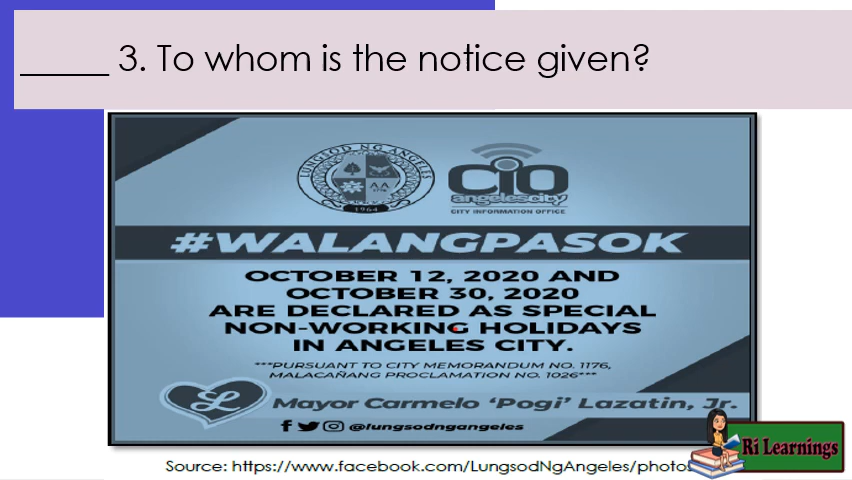 _____ 3. To whom is the notice given?
LUNGSOD NG ANGELES
1964
CIO
angelescity
CITY INFORMATION OFFICE
#WALANGPASOK
OCTOBER 12, 2020 AND
OCTOBER 30, 2020
ARE DECLARED AS SPECIAL
NON-WORKING HOLIDAYS
IN ANGELES CITY.
***PURSUANT TO CITY MEMORANDUM NO. 1176,
MALACAÑANG PROCLAMATION NO. 1026***
Mayor Carmelo ‘Pogi’ Lazatin, Jr.
@lungsodngangeles
Source: https://www.facebook.com/LungsodNgAngeles/photos
Ri Learnings